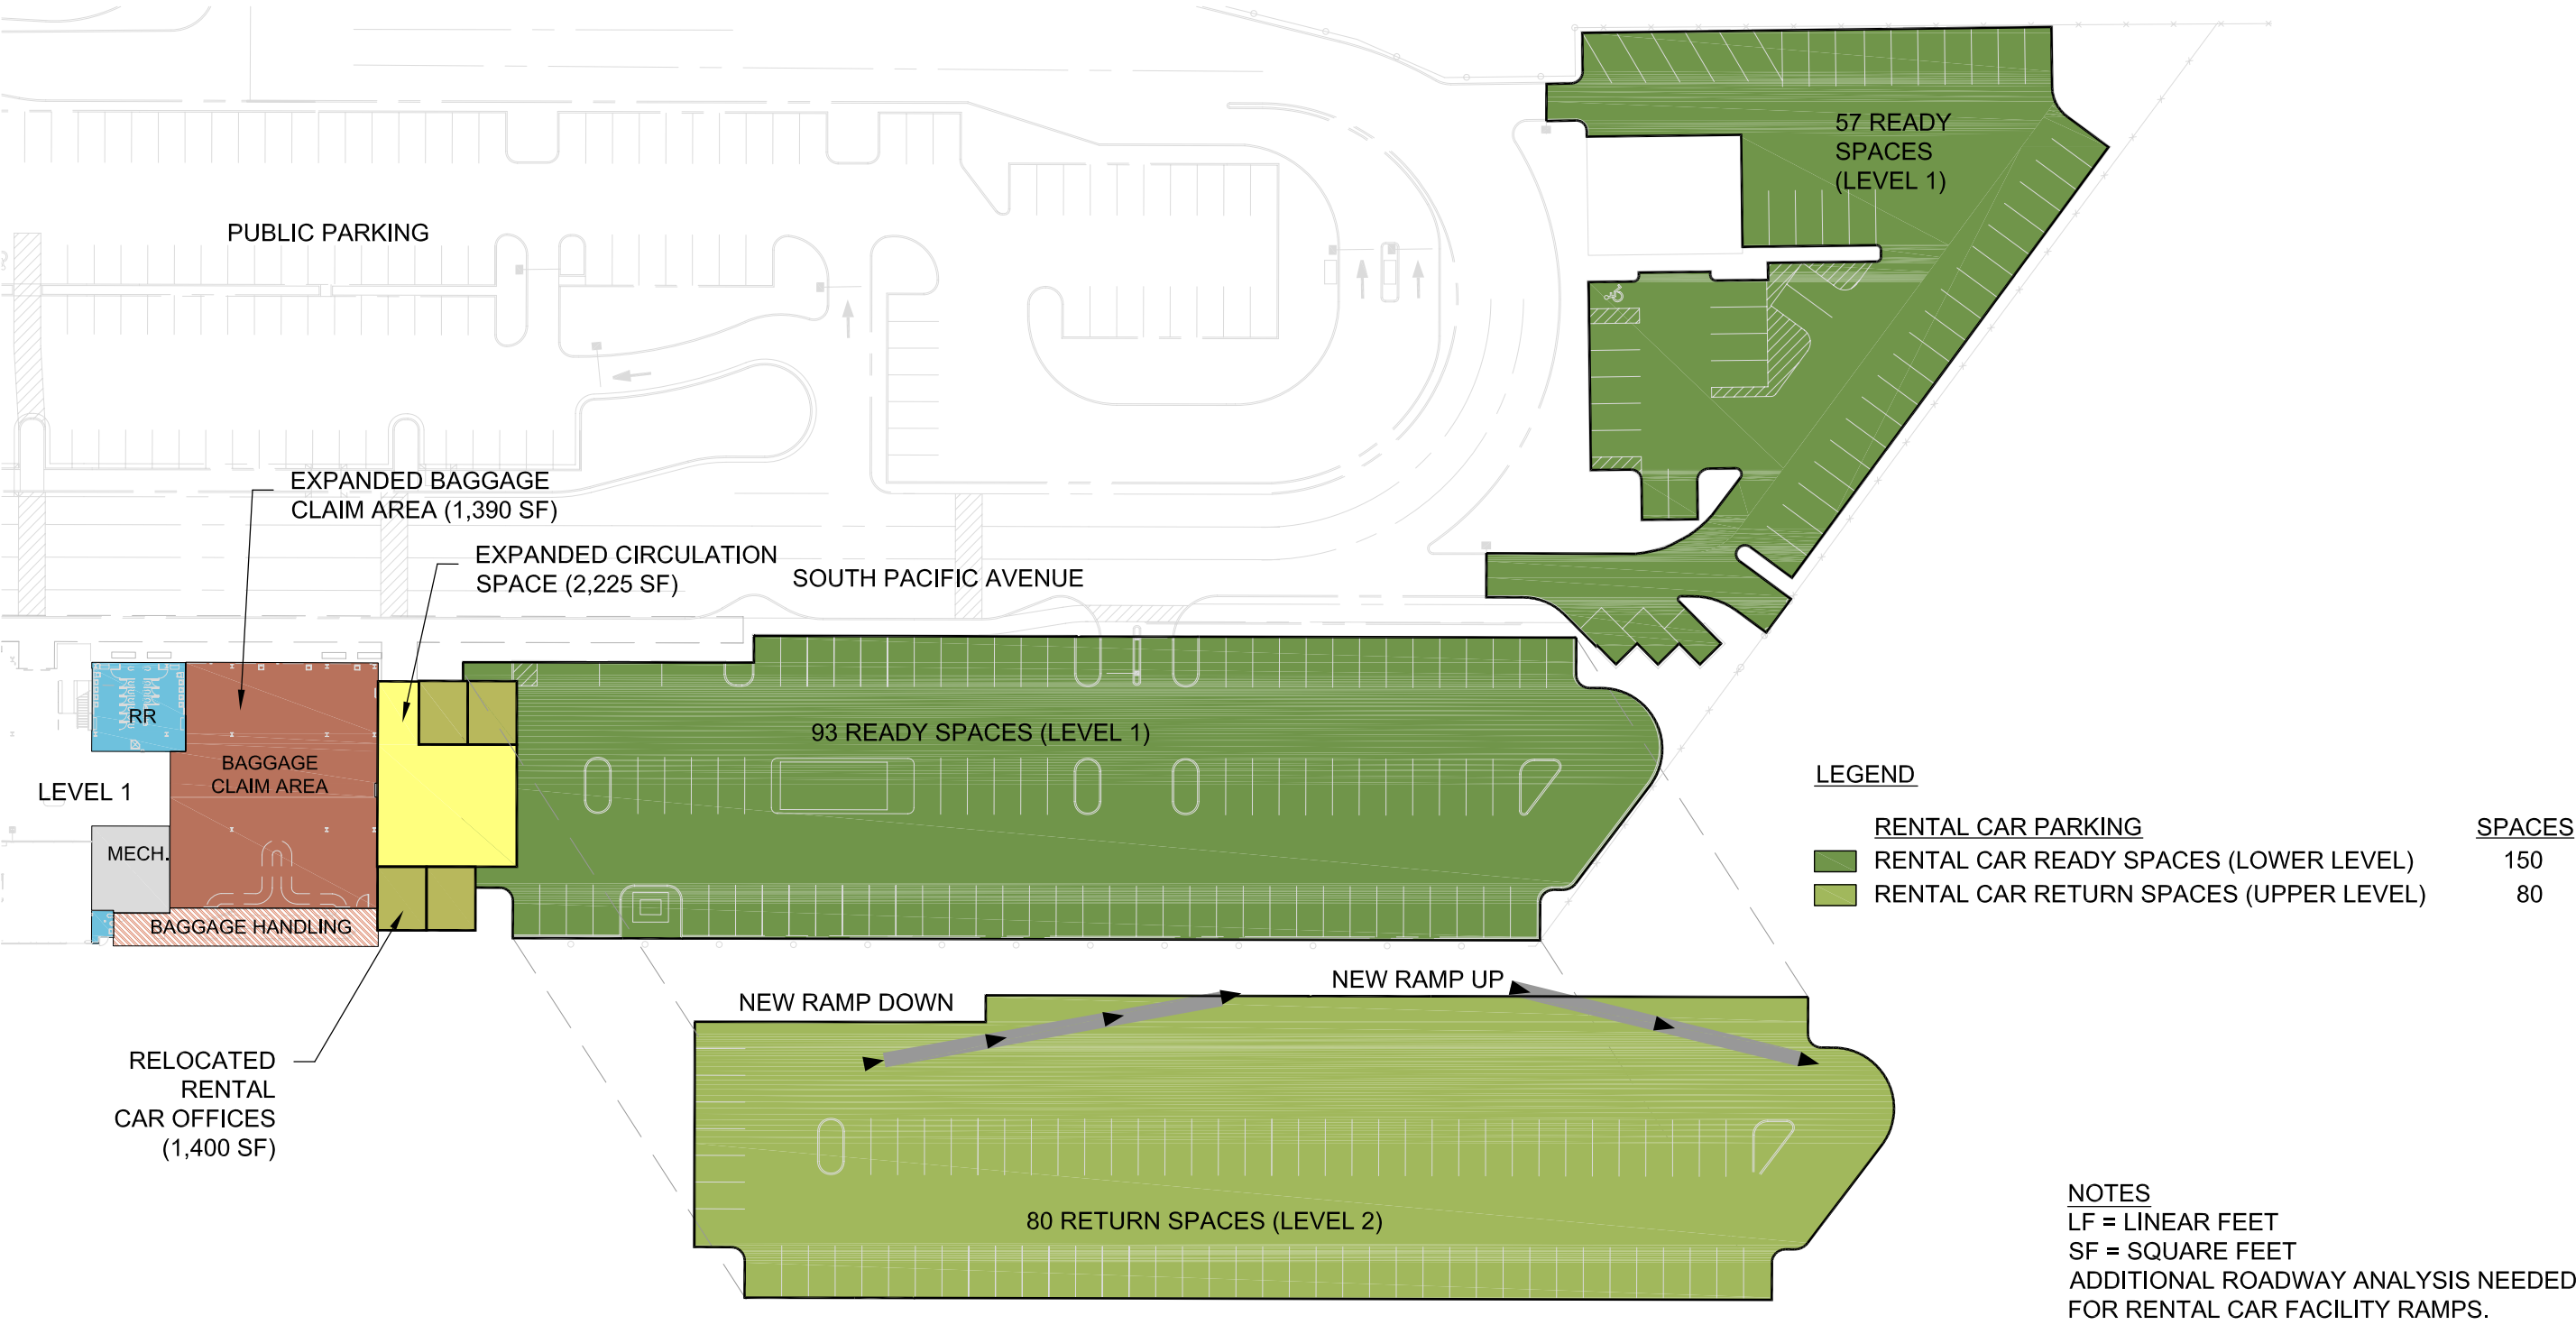 57 READY
SPACES
(LEVEL 1)
PUBLIC PARKING
EXPANDED BAGGAGE
CLAIM AREA (1,390 SF)
EXPANDED CIRCULATION
SPACE (2,225 SF)
SOUTH PACIFIC AVENUE
RR
93 READY SPACES (LEVEL 1)
BAGGAGE
CLAIM AREA
LEVEL 1
MECH.
BAGGAGE HANDLING
LEGEND
RENTAL CAR PARKING SPACES
RENTAL CAR READY SPACES (LOWER LEVEL) 150
RENTAL CAR RETURN SPACES (UPPER LEVEL) 80
NEW RAMP DOWN
NEW RAMP UP
RELOCATED
RENTAL
CAR OFFICES
(1,400 SF)
80 RETURN SPACES (LEVEL 2)
NOTES
LF = LINEAR FEET
SF = SQUARE FEET
ADDITIONAL ROADWAY ANALYSIS NEEDED
FOR RENTAL CAR FACILITY RAMPS.